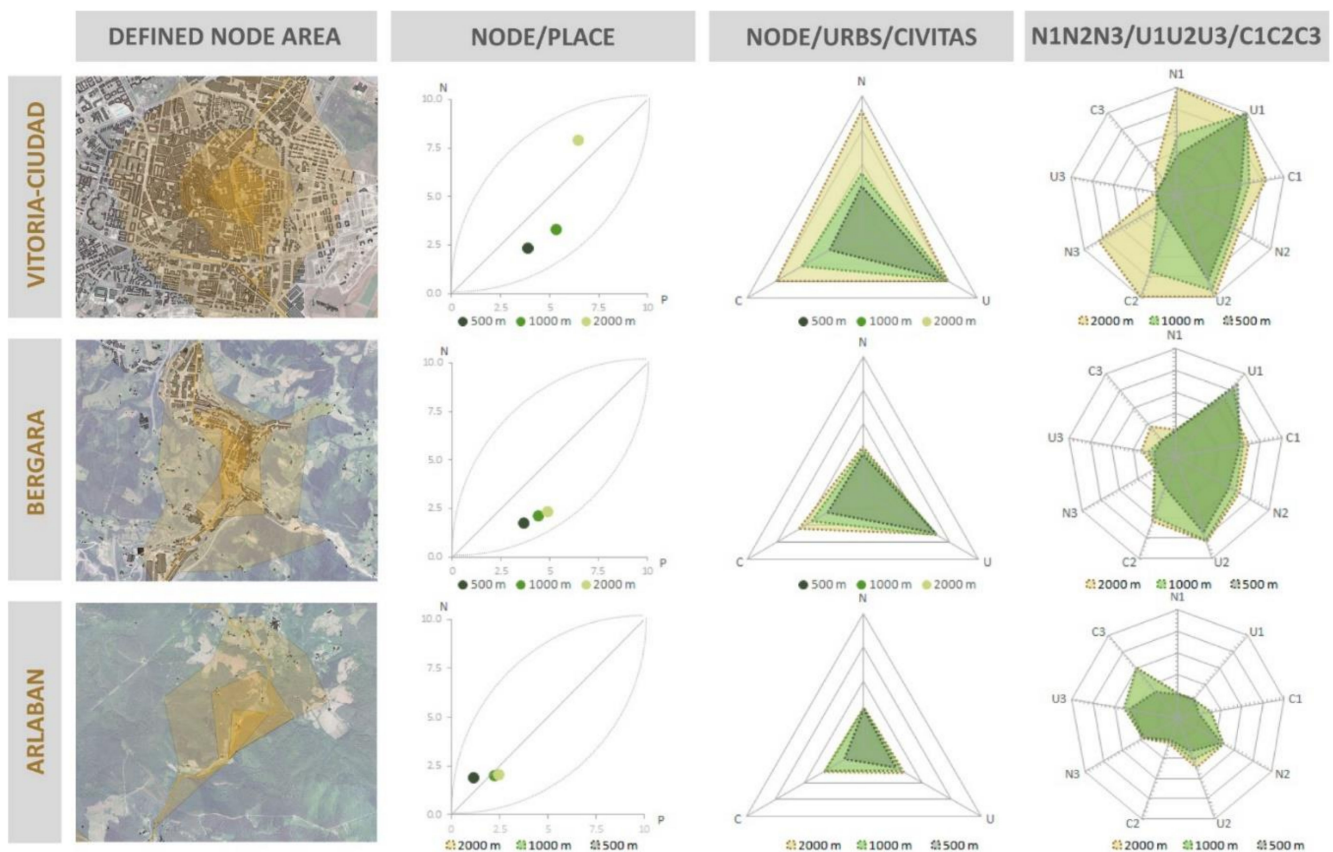 DEFINED NODE AREA
NODE/PLACE
NODE/URBS/CIVITAS
N1N2N3/U1U2U3/C1C2C3
VITORIA-CIUDAD
N
10.0
7.5
5.0
2.5
0.0
0 2.5 5 7.5 10
P
500 m 1000 m 2000 m
N
C
U
500 m 1000 m 2000 m
N1
U1
C1
N2
U2
C2
N3
U3
C3
2000 m 1000 m 500 m
BERGARA
N
10.0
7.5
5.0
2.5
0.0
0 2.5 5 7.5 10
P
500 m 1000 m 2000 m
N
C
U
500 m 1000 m 2000 m
N1
U1
C1
N2
U2
C2
N3
U3
C3
2000 m 1000 m 500 m
ARLABAN
N
10.0
7.5
5.0
2.5
0.0
0 2.5 5 7.5 10
P
2000 m 1000 m 500 m
N
C
U
2000 m 1000 m 500 m
N1
U1
C1
N2
U2
C2
N3
U3
C3
2000 m 1000 m 500 m